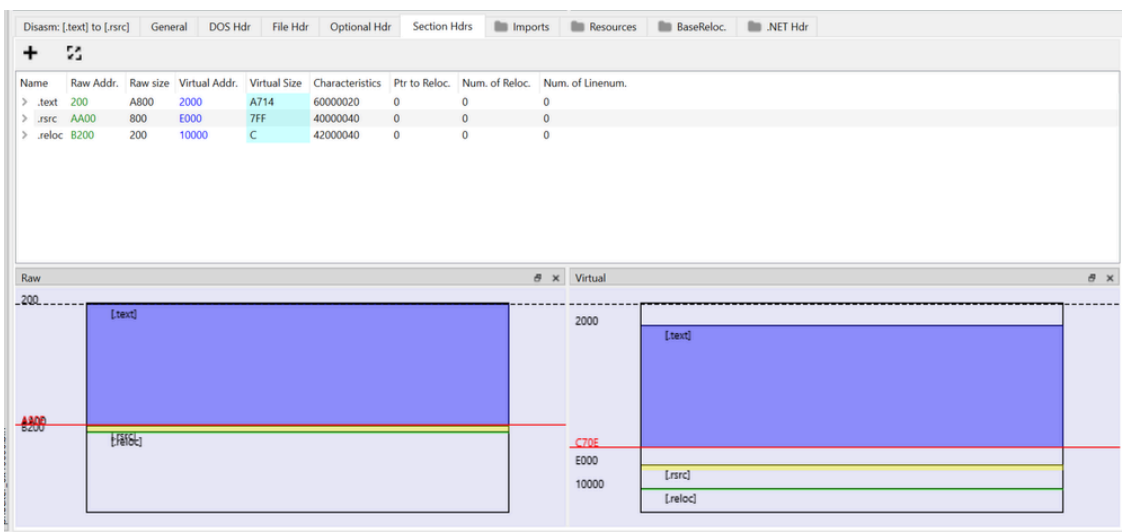 Disasm: [.text] to [.rsrc] General DOS Hdr File Hdr Optional Hdr Section Hdrs Imports Resources BaseReloc. .NET Hdr
Name Raw Addr. Raw size Virtual Addr. Virtual Size Characteristics Ptr to Reloc. Num. of Reloc. Num. of Linenum.
.text 200 A800 2000 A714 60000020 0 0 0
.rsrc AA00 800 E000 7FF 40000040 0 0 0
.reloc B200 200 10000 C 42000040 0 0 0
Raw
200
[.text]
B200
[.reloc]
Virtual
2000
[.text]
C70E
E000
[.rsrc]
10000
[.reloc]